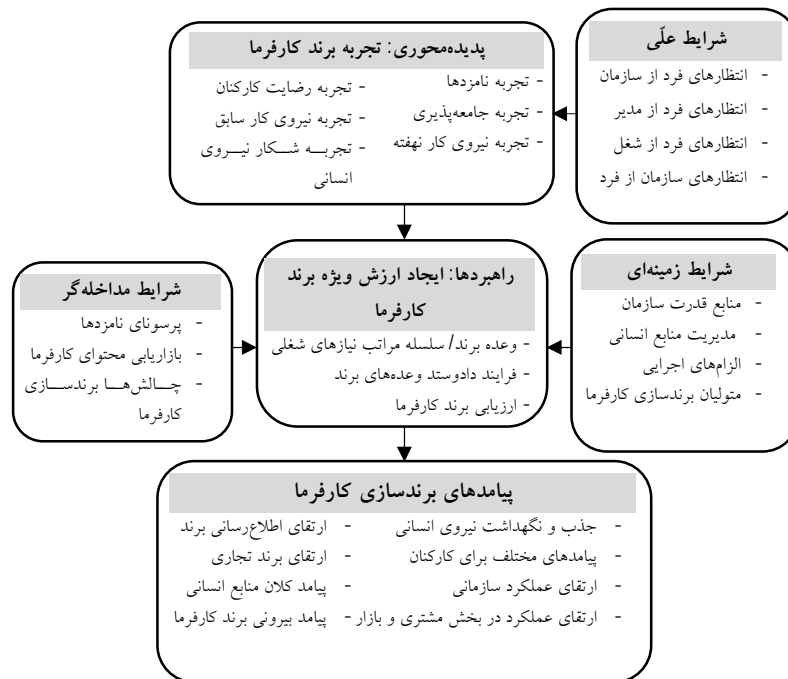 شرایط علّی
- انتظارهای فرد از سازمان
- انتظارهای فرد از مدیر
- انتظارهای فرد از شغل
- انتظارهای سازمان از فرد
پدیده‌محوری: تجربه برند کارفرما
- تجربه نامزدها
- تجربه جامعه‌پذیری
- تجربه نیروی کار نهفته
- تجربه رضایت کارکنان
- تجربه نیروی کار سابق
- تجربــه شــکار نیــروی
انسانی
شرایط زمینه‌ای
- منابع قدرت سازمان
- مدیریت منابع انسانی
- الزام‌های اجرایی
- متولیان برندسازی کارفرما
راهبردها: ایجاد ارزش ویژه برند
کارفرما
- وعده برند/ سلسله مراتب نیازهای شغلی
- فرایند دادوستد وعده‌های برند
- ارزیابی برند کارفرما
شرایط مداخله‌گر
- پرسونای نامزدها
- بازاریابی محتوای کارفرما
- چــالش‌هــا برندســازی
کارفرما
پیامدهای برندسازی کارفرما
- جذب و نگهداشت نیروی انسانی
- پیامدهای مختلف برای کارکنان
- ارتقای عملکرد سازمانی
- ارتقای عملکرد در بخش مشتری و بازار
- ارتقای اطلاع‌رسانی برند
- ارتقای برند تجاری
- پیامد کلان منابع انسانی
- پیامد بیرونی برند کارفرما